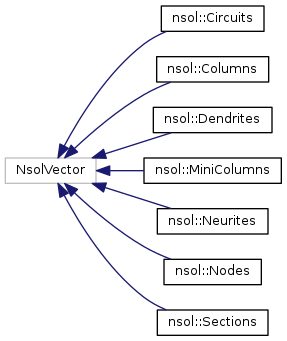 nsol::Circuits
nsol::Columns
nsol::Dendrites
NsolVector
nsol::MiniColumns
nsol::Neurites
nsol::Nodes
nsol::Sections